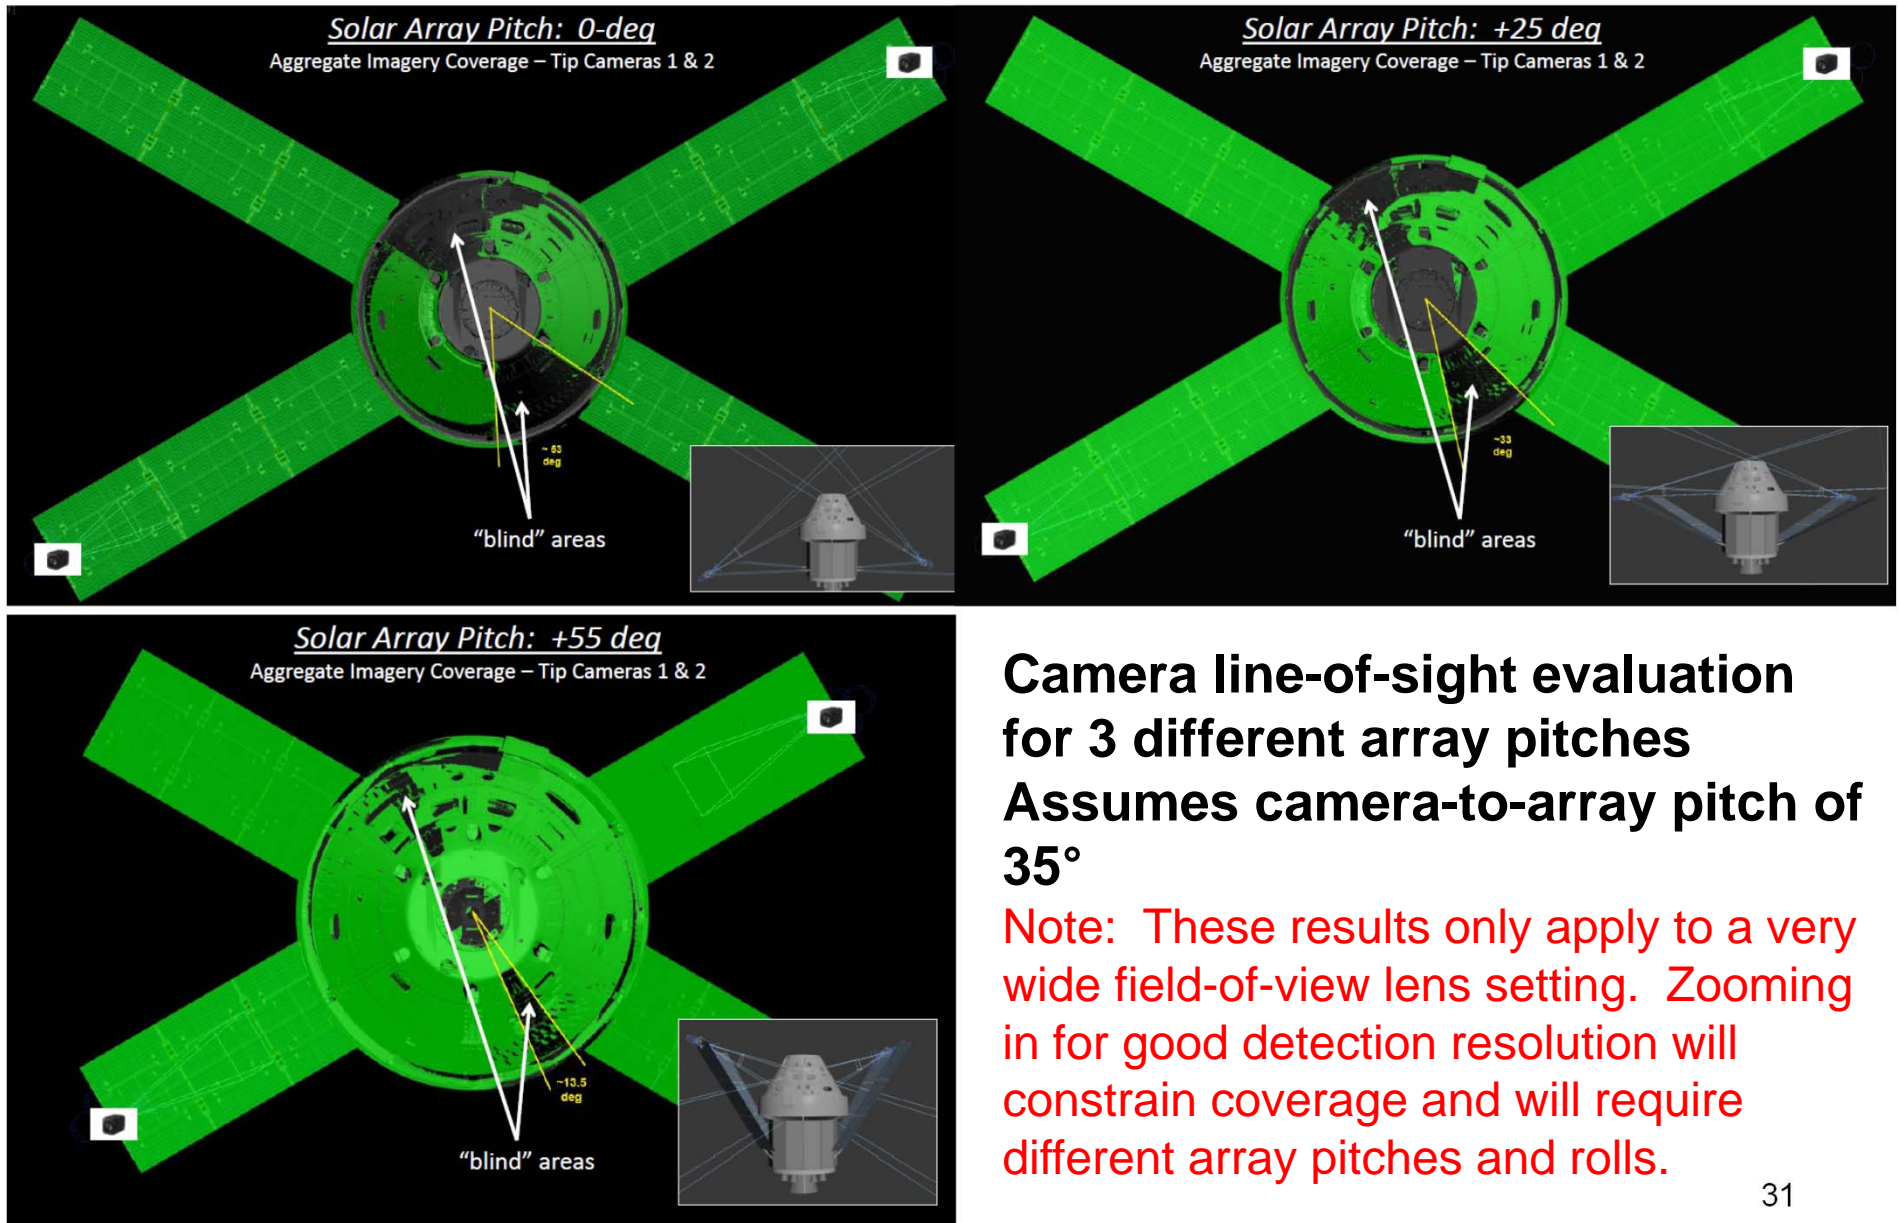 Solar Array Pitch: 0-deg
Aggregate Imagery Coverage – Tip Cameras 1 & 2
~ 53
deg
“blind” areas
Solar Array Pitch: +25 deg
Aggregate Imagery Coverage – Tip Cameras 1 & 2
~33
deg
“blind” areas
Solar Array Pitch: +55 deg
Aggregate Imagery Coverage – Tip Cameras 1 & 2
~13.5
deg
“blind” areas
Camera line-of-sight evaluation
for 3 different array pitches
Assumes camera-to-array pitch of
35°
Note: These results only apply to a very
wide field-of-view lens setting. Zooming
in for good detection resolution will
constrain coverage and will require
different array pitches and rolls.
31